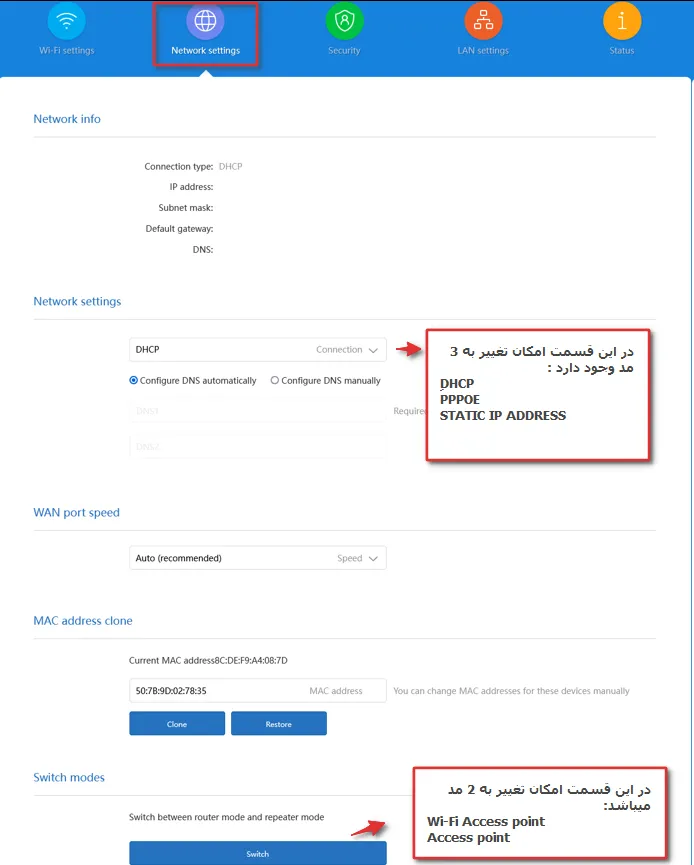 Wi-Fi settings
Network settings
Security
LAN settings
Status
Network info
Connection type: DHCP
IP address:
Subnet mask:
Default gateway:
DNS:
Network settings
DHCP Connection
در این قسمت امکان تغییر به 3
مد وجود دارد :
DHCP
PPPOE
STATIC IP ADDRESS
Configure DNS automatically Configure DNS manually
DNS1 Required
DNS2
WAN port speed
Auto (recommended) Speed
MAC address clone
Current MAC address8C:DE:F9:A4:08:7D
50:7B:9D:02:78:35 MAC address You can change MAC addresses for these devices manually
Clone Restore
Switch modes
Switch between router mode and repeater mode
در این قسمت امکان تغییر به 2 مد
میباشد:
Wi-Fi Access point
Access point
Switch